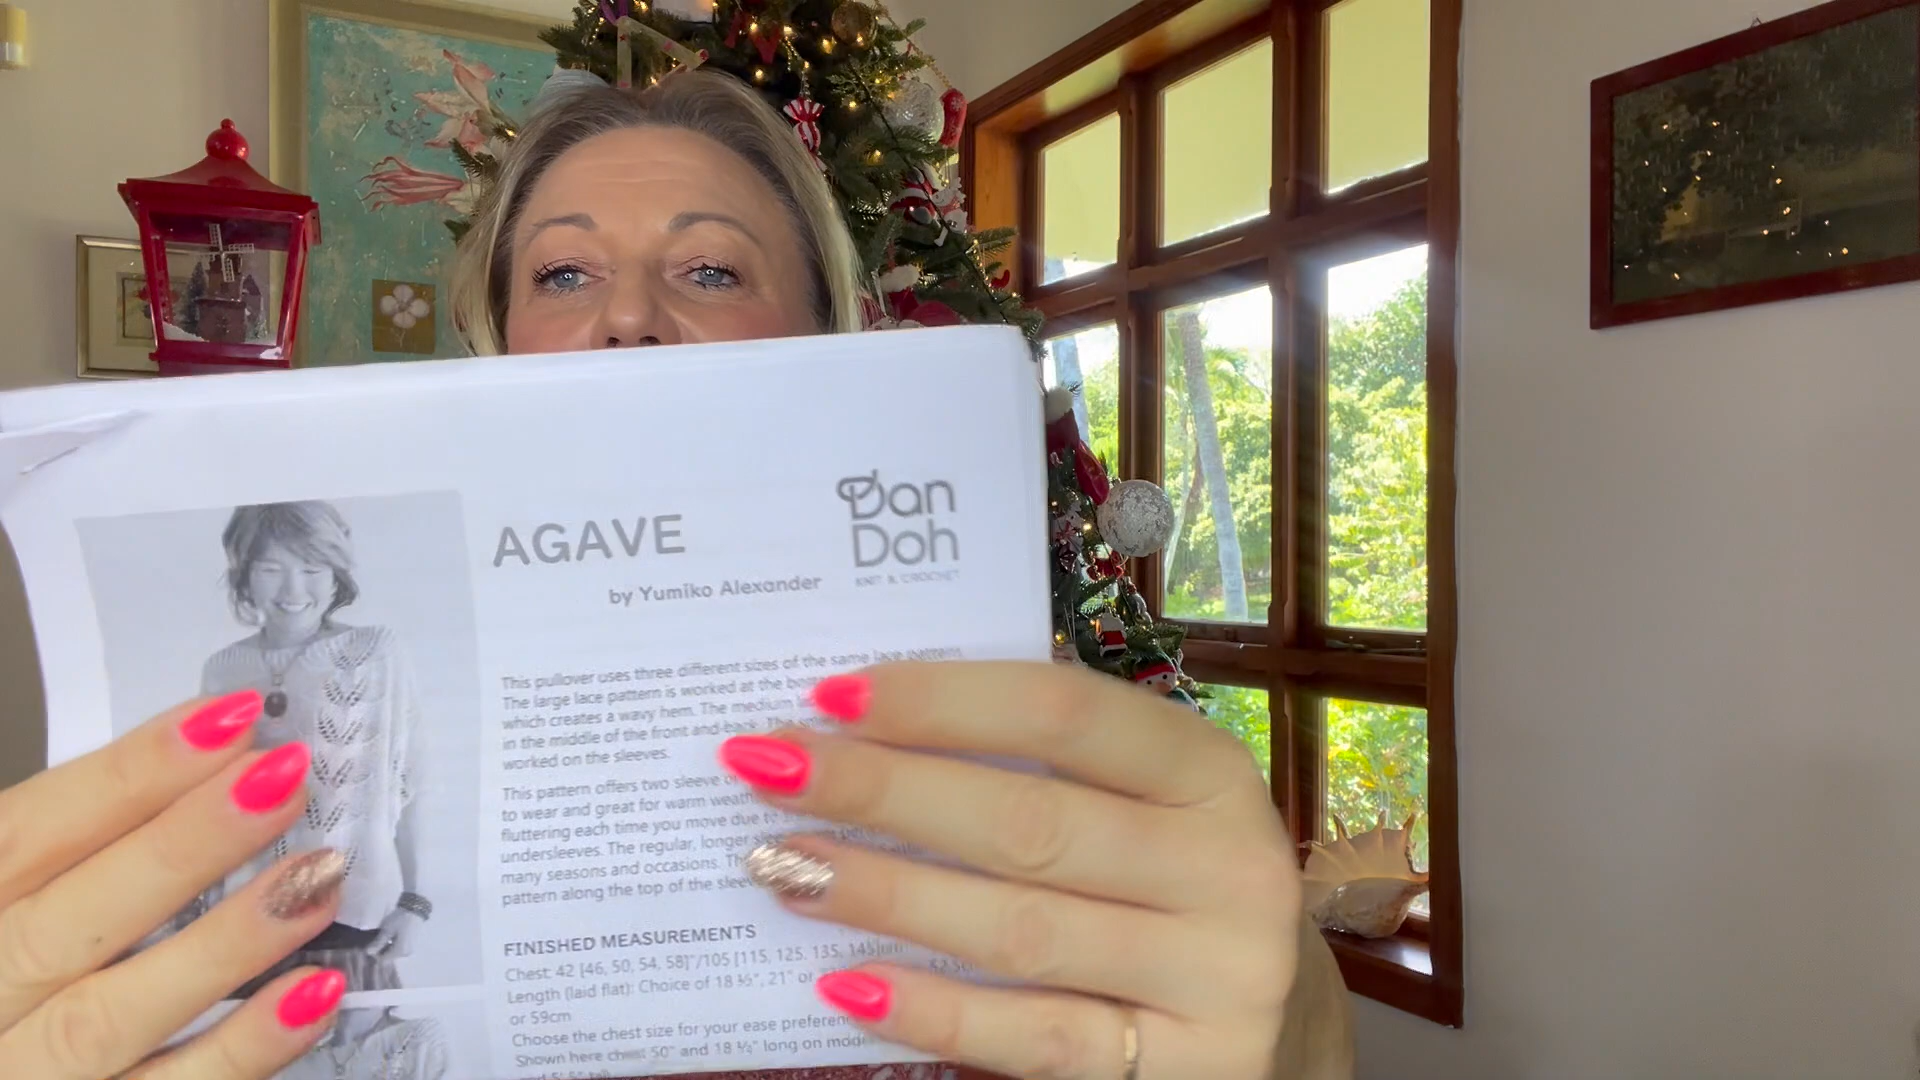 AGAVE
by Yumiko Alexander
Dan
Doh
KNIT & CROCHET
This pullover uses three different sizes of the same lace pattern.
The large lace pattern is worked at the
which creates a wavy hem. The medium
in the middle of the front and back. The
worked on the sleeves.
This pattern offers two sleeve
to wear and great for warm
fluttering each time you move due to
undersleeves. The regular, longer
many seasons and occasions.
pattern along the top of the
FINISHED MEASUREMENTS
Chest: 42 [46, 50, 54, 58]"/105 [115, 125, 135, 145]
Length (laid flat): Choice of 18 ½", 21" or
or 59cm
Choose the chest size for your ease
Shown here chest 50" and 18 ½" long on